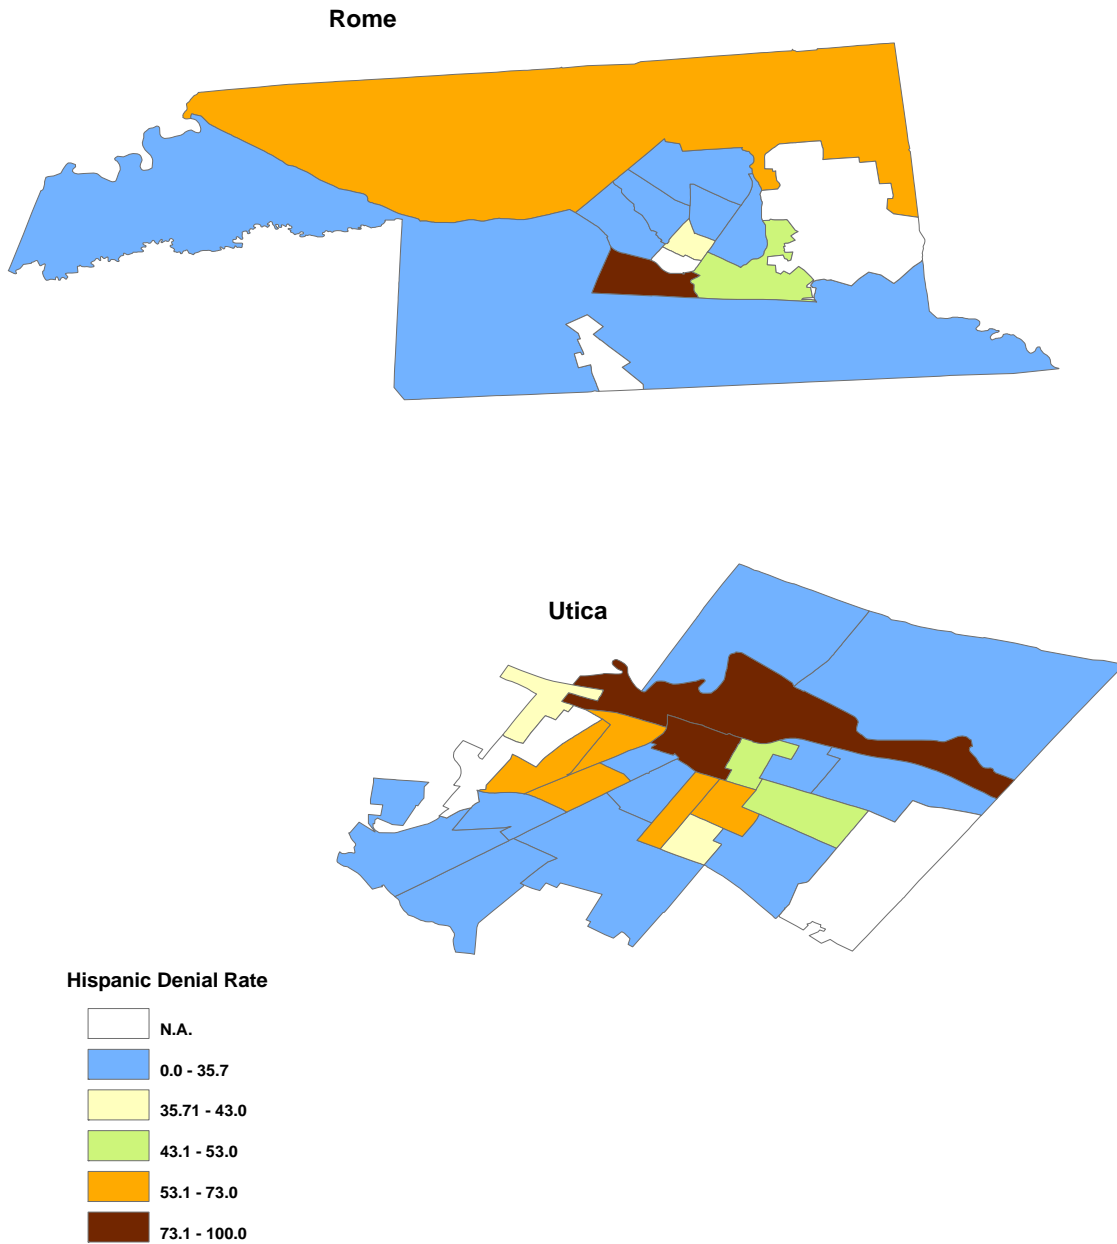 Rome
Utica
Hispanic Denial Rate
N.A.
0.0 - 35.7
35.71 - 43.0
43.1 - 53.0
53.1 - 73.0
73.1 - 100.0